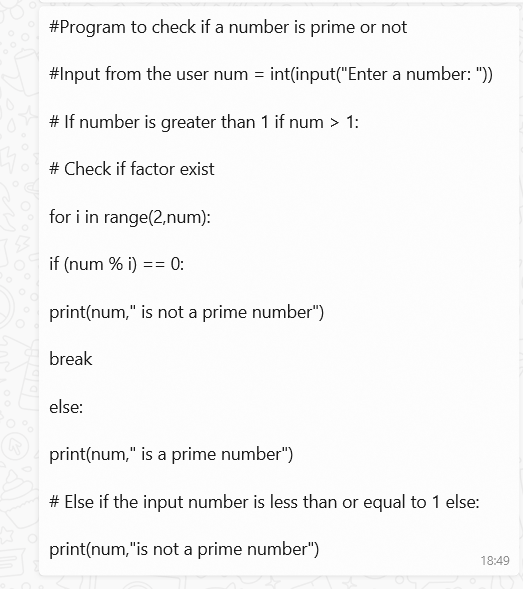 #Program to check if a number is prime or not
#Input from the user num = int(input("Enter a number: "))
# If number is greater than 1 if num > 1:
# Check if factor exist
for i in range(2,num):
if (num % i) == 0:
print(num," is not a prime number")
break
else:
print(num," is a prime number")
# Else if the input number is less than or equal to 1 else:
print(num,"is not a prime number")
18:49